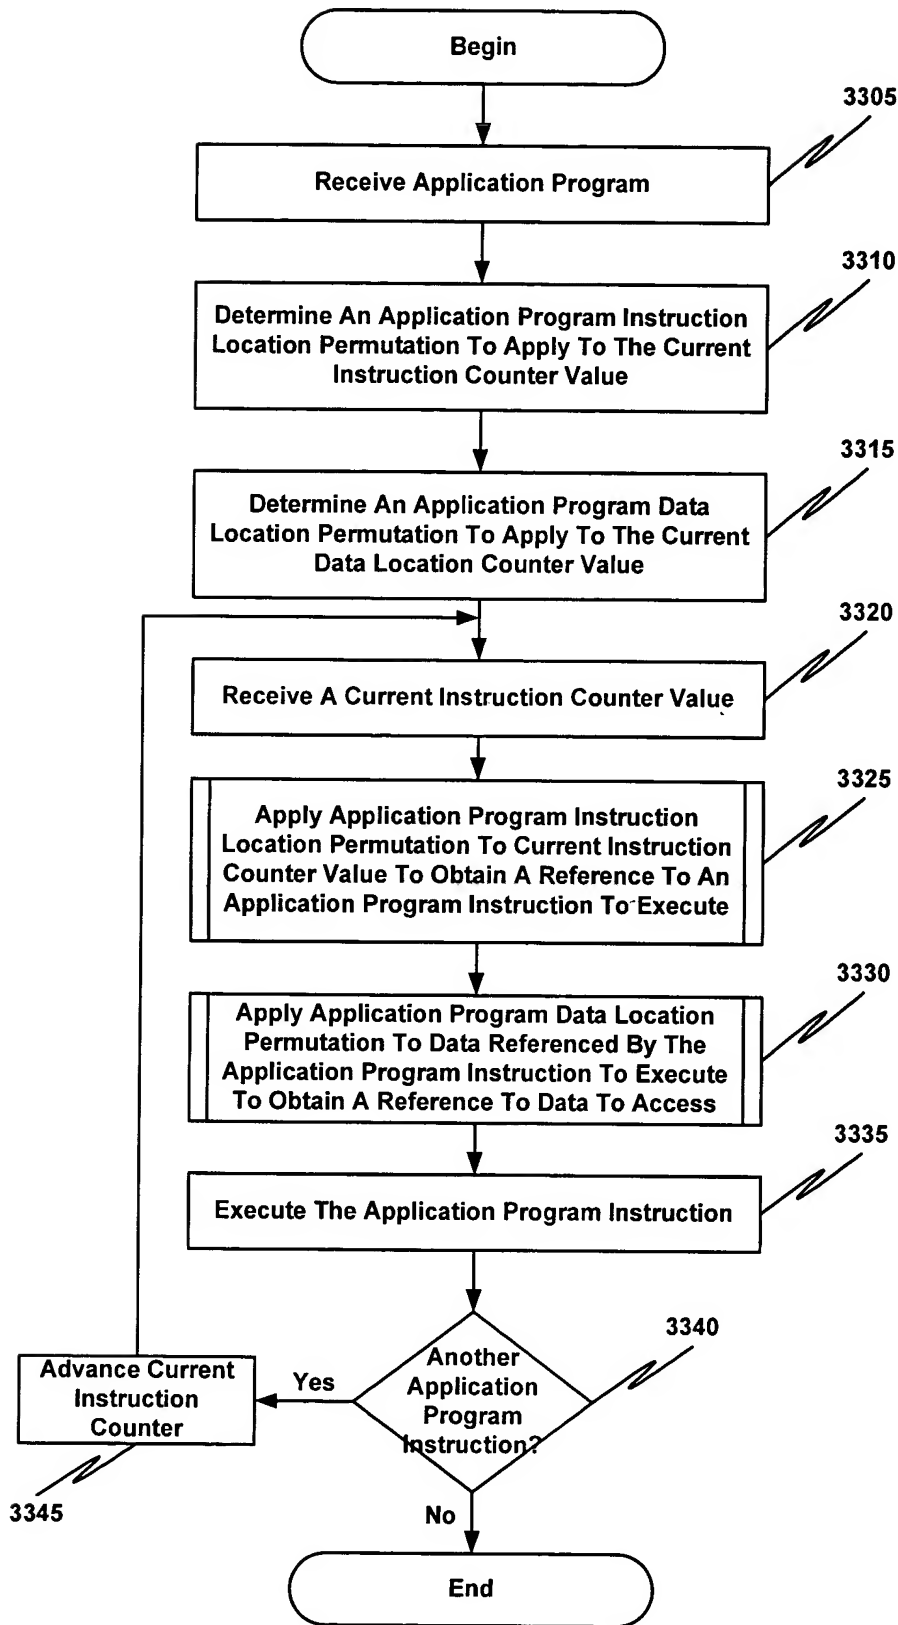 Begin
3305
Receive Application Program
3310
Determine An Application Program Instruction
Location Permutation To Apply To The Current
Instruction Counter Value
3315
Determine An Application Program Data
Location Permutation To Apply To The Current
Data Location Counter Value
3320
Receive A Current Instruction Counter Value
3325
Apply Application Program Instruction
Location Permutation To Current Instruction
Counter Value To Obtain A Reference To An
Application Program Instruction To Execute
3330
Apply Application Program Data Location
Permutation To Data Referenced By The
Application Program Instruction To Execute
To Obtain A Reference To Data To Access
3335
Execute The Application Program Instruction
3340
Another
Application
Program
Instruction?
Yes
Advance Current
Instruction
Counter
3345
No
End